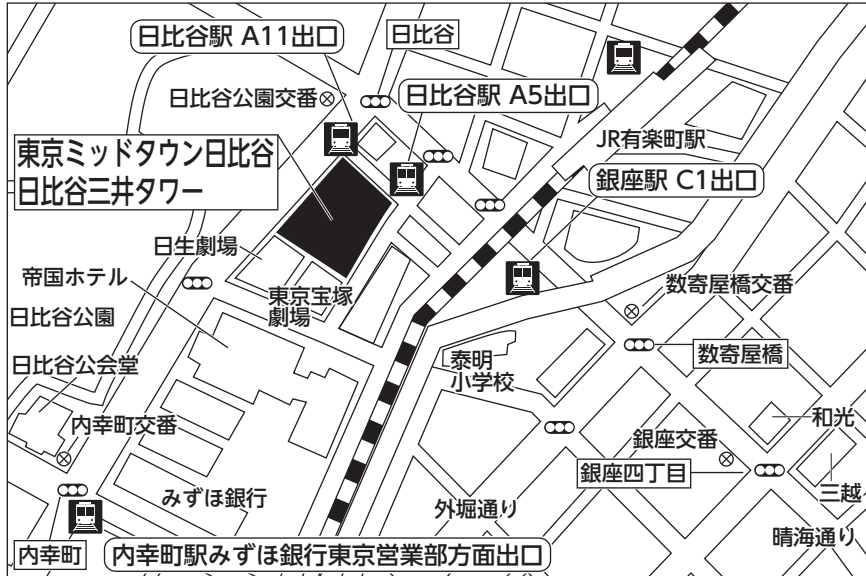 日比谷駅 A11出口
日比谷
日比谷公園交番
日比谷駅 A5出口
JR有楽町駅
東京ミッドタウン日比谷
日比谷三井タワー
銀座駅 C1出口
日生劇場
帝国ホテル
東京宝塚
劇場
数寄屋橋交番
日比谷公園
日比谷公会堂
泰明
小学校
数寄屋橋
内幸町交番
銀座交番
和光
銀座四丁目
みずほ銀行
外堀通り
三越
晴海通り
内幸町
内幸町駅みずほ銀行東京営業部方面出口